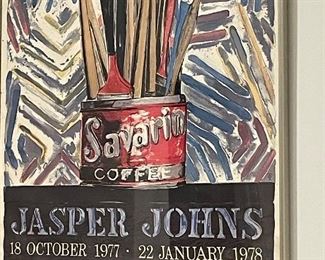 Savarin
COFFEE
JASPER JOHNS
18 OCTOBER 1977 · 22 JANUARY 1978